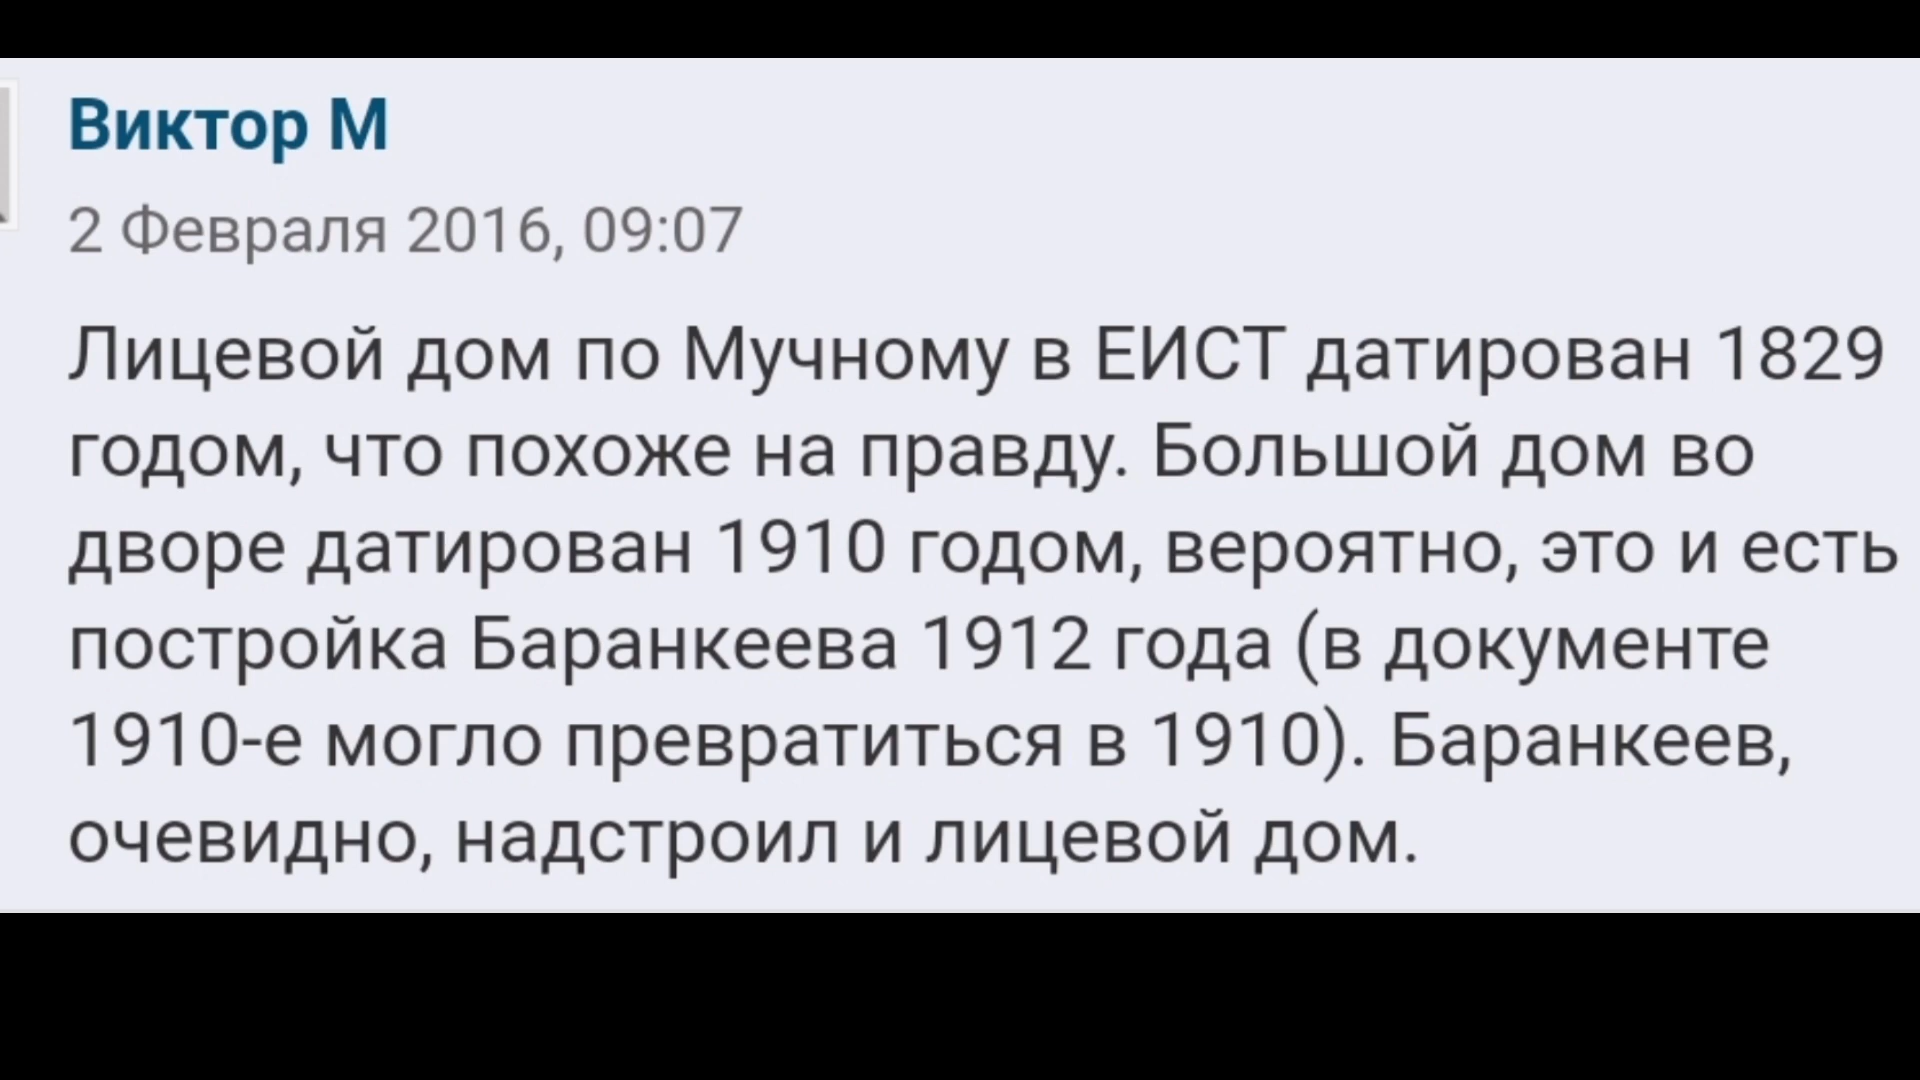 Виктор М
2 Февраля 2016, 09:07
Лицевой дом по Мучному в ЕИСТ датирован 1829
годом, что похоже на правду. Большой дом во
дворе датирован 1910 годом, вероятно, это и есть
постройка Баранкеева 1912 года (в документе
1910-е могло превратиться в 1910). Баранкеев,
очевидно, надстроил и лицевой дом.